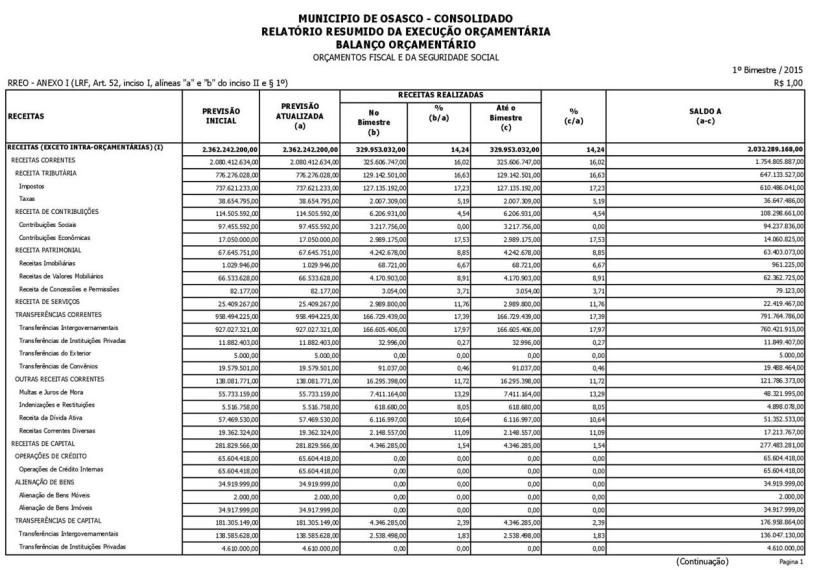 MUNICIPIO DE OSASCO - CONSOLIDADO
RELATÓRIO RESUMIDO DA EXECUÇÃO ORÇAMENTÁRIA
BALANÇO ORÇAMENTÁRIO
ORÇAMENTOS FISCAL E DA SEGURIDADE SOCIAL
1º Bimestre / 2015
RREO - ANEXO I (LRF, Art. 52, inciso I, alíneas "a" e "b" do inciso II e § 1º) R$ 1,00
RECEITAS REALIZADAS
RECEITAS PREVISÃO INICIAL PREVISÃO ATUALIZADA (a) No Bimestre (b) % (b/a) Até o Bimestre (c) % (c/a) SALDO A (a-c)
RECEITAS (EXCETO INTRA-ORÇAMENTÁRIAS) (I) 2.362.242.200,00 2.362.242.200,00 329.953.032,00 14,24 329.953.032,00 14,24 2.032.289.168,00
RECEITAS CORRENTES 2.080.412.634,00 2.080.412.634,00 325.606.747,00 16,02 325.606.747,00 16,02 1.754.805.887,00
RECEITA TRIBUTÁRIA 776.276.028,00 776.276.028,00 129.142.501,00 16,63 129.142.501,00 16,63 647.133.527,00
Impostos 737.621.233,00 737.621.233,00 127.135.192,00 17,23 127.135.192,00 17,23 610.486.041,00
Taxas 38.654.795,00 38.654.795,00 2.007.309,00 5,19 2.007.309,00 5,19 36.647.486,00
RECEITA DE CONTRIBUIÇÕES 114.505.592,00 114.505.592,00 6.206.931,00 4,54 6.206.931,00 4,54 108.298.661,00
Contribuições Sociais 97.455.592,00 97.455.592,00 3.217.756,00 0,00 3.217.756,00 0,00 94.237.836,00
Contribuições Econômicas 17.050.000,00 17.050.000,00 2.989.175,00 17,53 2.989.175,00 17,53 14.060.825,00
RECEITA PATRIMONIAL 67.645.751,00 67.645.751,00 4.242.678,00 8,85 4.242.678,00 8,85 63.403.073,00
Receitas Imobiliárias 1.029.946,00 1.029.946,00 68.721,00 6,67 68.721,00 6,67 961.225,00
Receitas de Valores Mobiliários 66.533.628,00 66.533.628,00 4.170.903,00 8,91 4.170.903,00 8,91 62.362.725,00
Receita de Concessões e Permissões 82.177,00 82.177,00 3.054,00 3,71 3.054,00 3,71 79.123,00
RECEITA DE SERVIÇOS 25.409.267,00 25.409.267,00 2.989.800,00 11,76 2.989.800,00 11,76 22.419.467,00
TRANSFERÊNCIAS CORRENTES 958.494.225,00 958.494.225,00 166.729.439,00 17,39 166.729.439,00 17,39 791.764.786,00
Transferências Intergovernamentais 927.027.321,00 927.027.321,00 166.605.406,00 17,97 166.605.406,00 17,97 760.421.915,00
Transferências de Instituições Privadas 11.882.403,00 11.882.403,00 32.996,00 0,27 32.996,00 0,27 11.849.407,00
Transferências do Exterior 5.000,00 5.000,00 0,00 0,00 0,00 0,00 5.000,00
Transferências de Convênios 19.579.501,00 19.579.501,00 91.037,00 0,46 91.037,00 0,46 19.488.464,00
OUTRAS RECEITAS CORRENTES 138.081.771,00 138.081.771,00 16.295.398,00 11,72 16.295.398,00 11,72 121.786.373,00
Multas e Juros de Mora 55.733.159,00 55.733.159,00 7.411.164,00 13,29 7.411.164,00 13,29 48.321.995,00
Indenizações e Restituições 5.516.758,00 5.516.758,00 618.680,00 8,05 618.680,00 8,05 4.898.078,00
Receita da Dívida Ativa 57.469.530,00 57.469.530,00 6.116.997,00 10,64 6.116.997,00 10,64 51.352.533,00
Receitas Correntes Diversas 19.362.324,00 19.362.324,00 2.148.557,00 11,09 2.148.557,00 11,09 17.213.767,00
RECEITAS DE CAPITAL 281.829.566,00 281.829.566,00 4.346.285,00 1,54 4.346.285,00 1,54 277.483.281,00
OPERAÇÕES DE CRÉDITO 65.604.418,00 65.604.418,00 0,00 0,00 0,00 0,00 65.604.418,00
Operações de Crédito Internas 65.604.418,00 65.604.418,00 0,00 0,00 0,00 0,00 65.604.418,00
ALIENAÇÃO DE BENS 34.919.999,00 34.919.999,00 0,00 0,00 0,00 0,00 34.919.999,00
Alienação de Bens Móveis 2.000,00 2.000,00 0,00 0,00 0,00 0,00 2.000,00
Alienação de Bens Imóveis 34.917.999,00 34.917.999,00 0,00 0,00 0,00 0,00 34.917.999,00
TRANSFERÊNCIAS DE CAPITAL 181.305.149,00 181.305.149,00 4.346.285,00 2,39 4.346.285,00 2,39 176.958.864,00
Transferências Intergovernamentais 138.585.628,00 138.585.628,00 2.538.498,00 1,83 2.538.498,00 1,83 136.047.130,00
Transferências de Instituições Privadas 4.610.000,00 4.610.000,00 0,00 0,00 0,00 0,00 4.610.000,00
(Continuação) Pagina 1